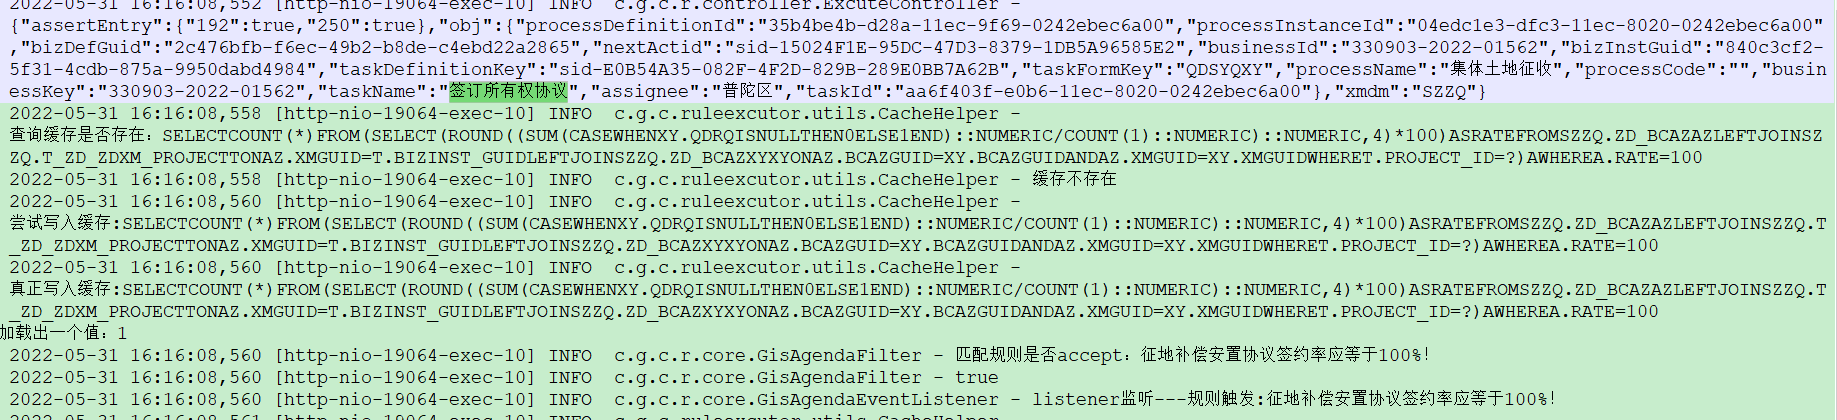 2022-05-31 16:16:08,552 [http-nio-19064-exec-10] INFO  c.g.c.r.controller.ExcuteController -
{"assertEntry":{"192":true,"250":true},"obj":{"processDefinitionId":"35b4be4b-d28a-11ec-9f69-0242ebec6a00","processInstanceId":"04edc1e3-dfc3-11ec-8020-0242ebec6a00"
,"bizDefGuid":"2c476bfb-f6ec-49b2-b8de-c4ebd22a2865","nextActid":"sid-15024F1E-95DC-47D3-8379-1DB5A96585E2","businessId":"330903-2022-01562","bizInstGuid":"840c3cf2-
5f31-4cdb-875a-9950dabd4984","taskDefinitionKey":"sid-E0B54A35-082F-4F2D-829B-289E0BB7A62B","taskFormKey":"QDSYQXY","processName":"集体土地征收","processCode":"","busin
essKey":"330903-2022-01562","taskName":"签订所有权协议","assignee":"普陀区","taskId":"aa6f403f-e0b6-11ec-8020-0242ebec6a00"},"xmdm":"SZZQ"}
2022-05-31 16:16:08,558 [http-nio-19064-exec-10] INFO  c.g.c.ruleexcutor.utils.CacheHelper -
查询缓存是否存在：SELECTCOUNT(*)FROM(SELECT(ROUND((SUM(CASEWHENXY.QDRQISNULLTHEN0ELSE1END)::NUMERIC/COUNT(1)::NUMERIC)::NUMERIC,4)*100)ASRATEFROMSZZQ.ZD_BCAZAZLEFTJOINSZ
ZQ.T_ZD_ZDXM_PROJECTTONAZ.XMGUID=T.BIZINST_GUIDLEFTJOINSZZQ.ZD_BCAZXYXYONAZ.BCAZGUID=XY.BCAZGUIDANDAZ.XMGUID=XY.XMGUIDWHERET.PROJECT_ID=?)AWHEREA.RATE=100
2022-05-31 16:16:08,558 [http-nio-19064-exec-10] INFO  c.g.c.ruleexcutor.utils.CacheHelper - 缓存不存在
2022-05-31 16:16:08,560 [http-nio-19064-exec-10] INFO  c.g.c.ruleexcutor.utils.CacheHelper -
尝试写入缓存:SELECTCOUNT(*)FROM(SELECT(ROUND((SUM(CASEWHENXY.QDRQISNULLTHEN0ELSE1END)::NUMERIC/COUNT(1)::NUMERIC)::NUMERIC,4)*100)ASRATEFROMSZZQ.ZD_BCAZAZLEFTJOINSZZQ.T
_ZD_ZDXM_PROJECTTONAZ.XMGUID=T.BIZINST_GUIDLEFTJOINSZZQ.ZD_BCAZXYXYONAZ.BCAZGUID=XY.BCAZGUIDANDAZ.XMGUID=XY.XMGUIDWHERET.PROJECT_ID=?)AWHEREA.RATE=100
2022-05-31 16:16:08,560 [http-nio-19064-exec-10] INFO  c.g.c.ruleexcutor.utils.CacheHelper -
真正写入缓存:SELECTCOUNT(*)FROM(SELECT(ROUND((SUM(CASEWHENXY.QDRQISNULLTHEN0ELSE1END)::NUMERIC/COUNT(1)::NUMERIC)::NUMERIC,4)*100)ASRATEFROMSZZQ.ZD_BCAZAZLEFTJOINSZZQ.T
_ZD_ZDXM_PROJECTTONAZ.XMGUID=T.BIZINST_GUIDLEFTJOINSZZQ.ZD_BCAZXYXYONAZ.BCAZGUID=XY.BCAZGUIDANDAZ.XMGUID=XY.XMGUIDWHERET.PROJECT_ID=?)AWHEREA.RATE=100
加载出一个值：1
2022-05-31 16:16:08,560 [http-nio-19064-exec-10] INFO  c.g.c.r.core.GisAgendaFilter - 匹配规则是否accept：征地补偿安置协议签约率应等于100%!
2022-05-31 16:16:08,560 [http-nio-19064-exec-10] INFO  c.g.c.r.core.GisAgendaFilter - true
2022-05-31 16:16:08,560 [http-nio-19064-exec-10] INFO  c.g.c.r.core.GisAgendaEventListener - listener监听---规则触发:征地补偿安置协议签约率应等于100%!
2022-05-31 16:16:08,561 [http-nio-19064-exec-10] INFO  c.g.c.ruleexcutor.utils.CacheHelper -